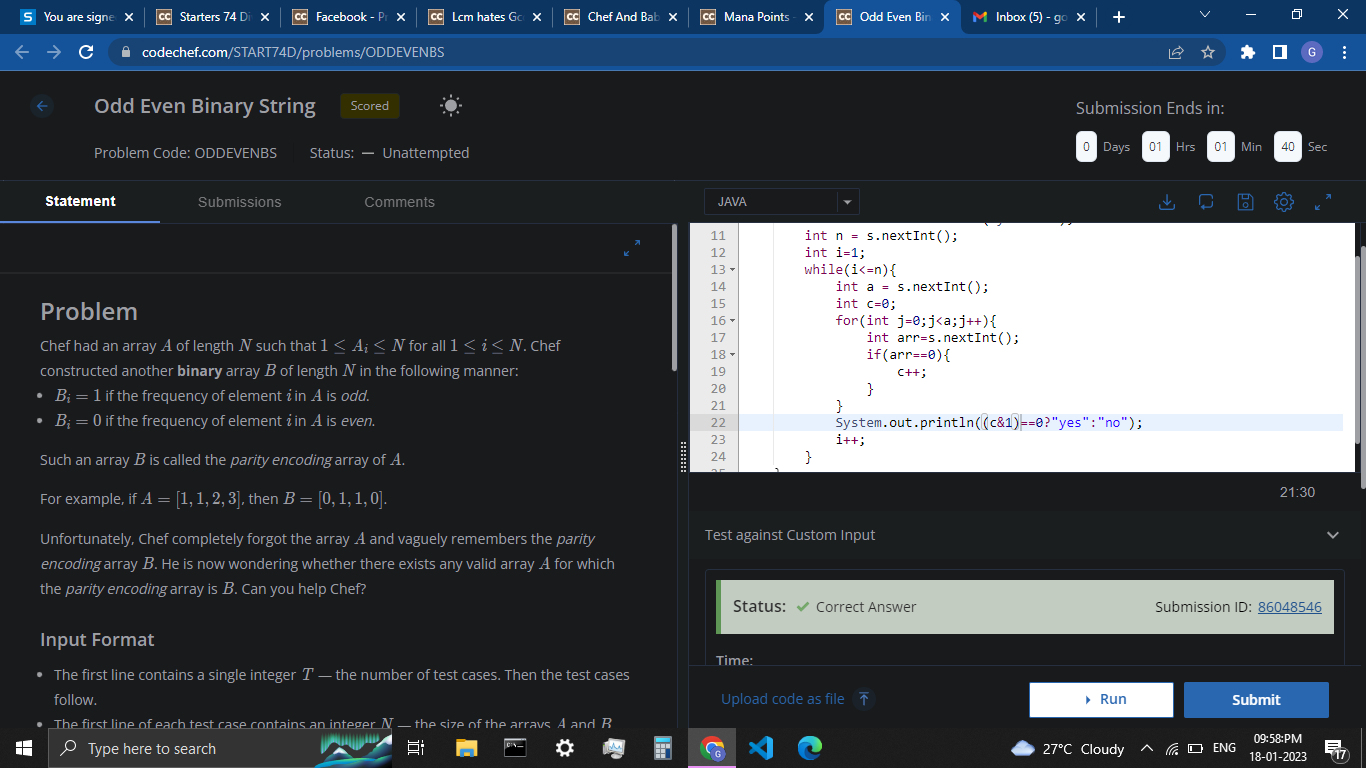 You are signe
Starters 74 Di
Facebook - Pr
Lcm hates Gc
Chef And Bab
Mana Points -
Odd Even Bin
Inbox (5) - go
codechef.com/START74D/problems/ODDEVENBS
G
Odd Even Binary String
Scored
Submission Ends in:
Problem Code: ODDEVENBS
Status: — Unattempted
0 Days 01 Hrs 01 Min 40 Sec
Statement
Submissions
Comments
JAVA
Problem
Chef had an array A of length N such that 1 ≤ Ai ≤ N for all 1 ≤ i ≤ N. Chef
constructed another binary array B of length N in the following manner:
• Bi = 1 if the frequency of element i in A is odd.
• Bi = 0 if the frequency of element i in A is even.
Such an array B is called the parity encoding array of A.
For example, if A = [1, 1, 2, 3], then B = [0, 1, 1, 0].
Unfortunately, Chef completely forgot the array A and vaguely remembers the parity
encoding array B. He is now wondering whether there exists any valid array A for which
the parity encoding array is B. Can you help Chef?
Input Format
• The first line contains a single integer T — the number of test cases. Then the test cases
follow.
• The first line of each test case contains an integer N — the size of the arrays A and B
11 int n = s.nextInt();
12 int i=1;
13 while(i<=n){
14 int a = s.nextInt();
15 int c=0;
16 for(int j=0;j<a;j++){
17 int arr=s.nextInt();
18 if(arr==0){
19 c++;
20 }
21 }
22 System.out.println((c&1)==0?"yes":"no");
23 i++;
24 }
21:30
Test against Custom Input
Status: ✔ Correct Answer
Submission ID: 86048546
Time:
Upload code as file
Run
Submit
Type here to search
27°C Cloudy
ENG
09:58:PM
18-01-2023
17